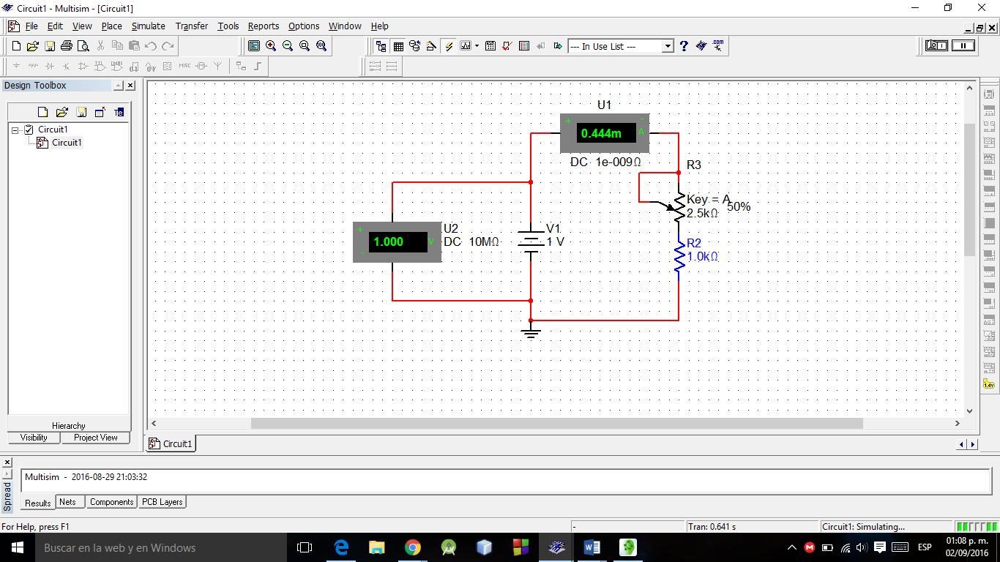 Circuit1 - Multisim - [Circuit1]
File Edit View Place Simulate Transfer Tools Reports Options Window Help
--- In Use List ---
MISC
Design Toolbox
Circuit1
Circuit1
U1
+ 0.444m - A
DC 1e-009Ω
R3
Key = A
50%
2.5kΩ
R2
1.0kΩ
U2
+ 1.000 V -
DC 10MΩ
V1
1 V
Hierarchy
Visibility Project View
Circuit1
Multisim - 2016-08-29 21:03:32
Spread
Results Nets Components PCB Layers
For Help, press F1
- Tran: 0.641 s Circuit1: Simulating...
Buscar en la web y en Windows
ESP
01:08 p. m.
02/09/2016